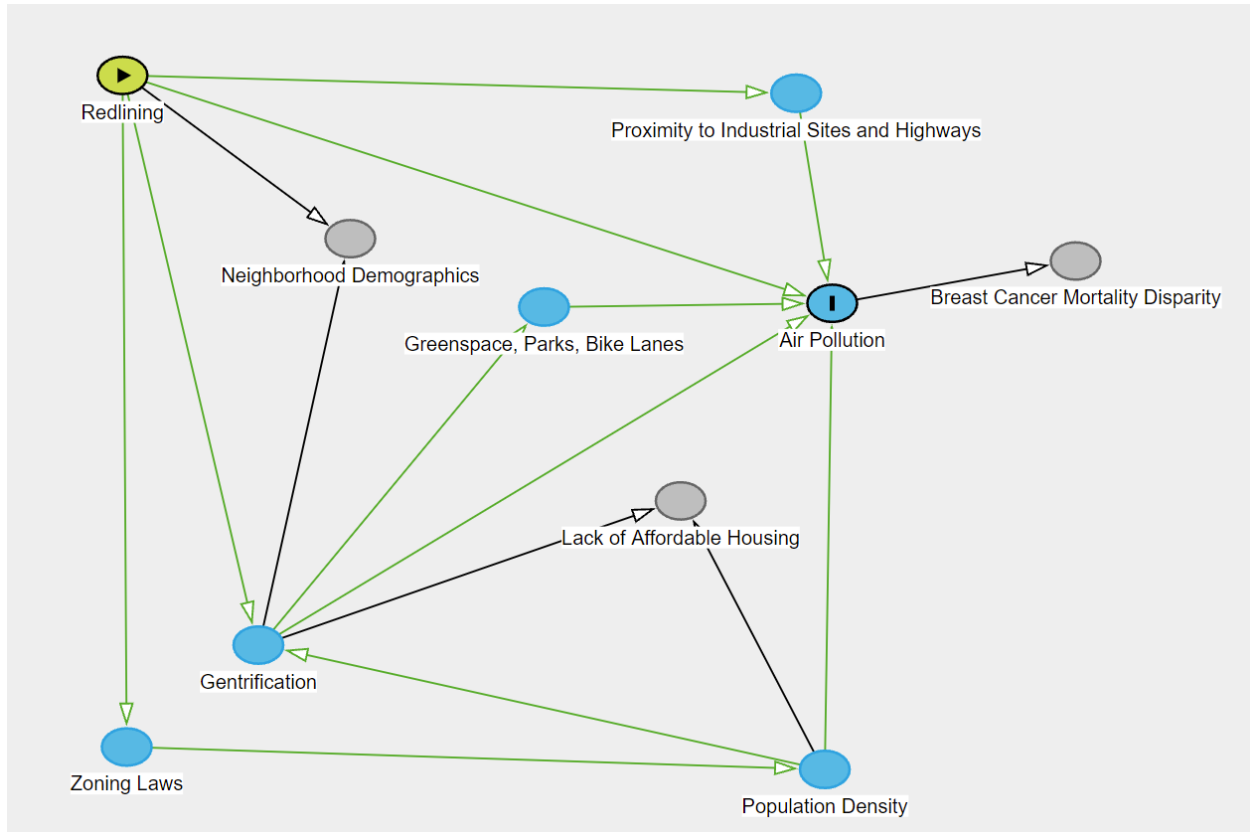 Redlining
Proximity to Industrial Sites and Highways
Neighborhood Demographics
Breast Cancer Mortality Disparity
Greenspace, Parks, Bike Lanes
Air Pollution
Lack of Affordable Housing
Gentrification
Zoning Laws
Population Density